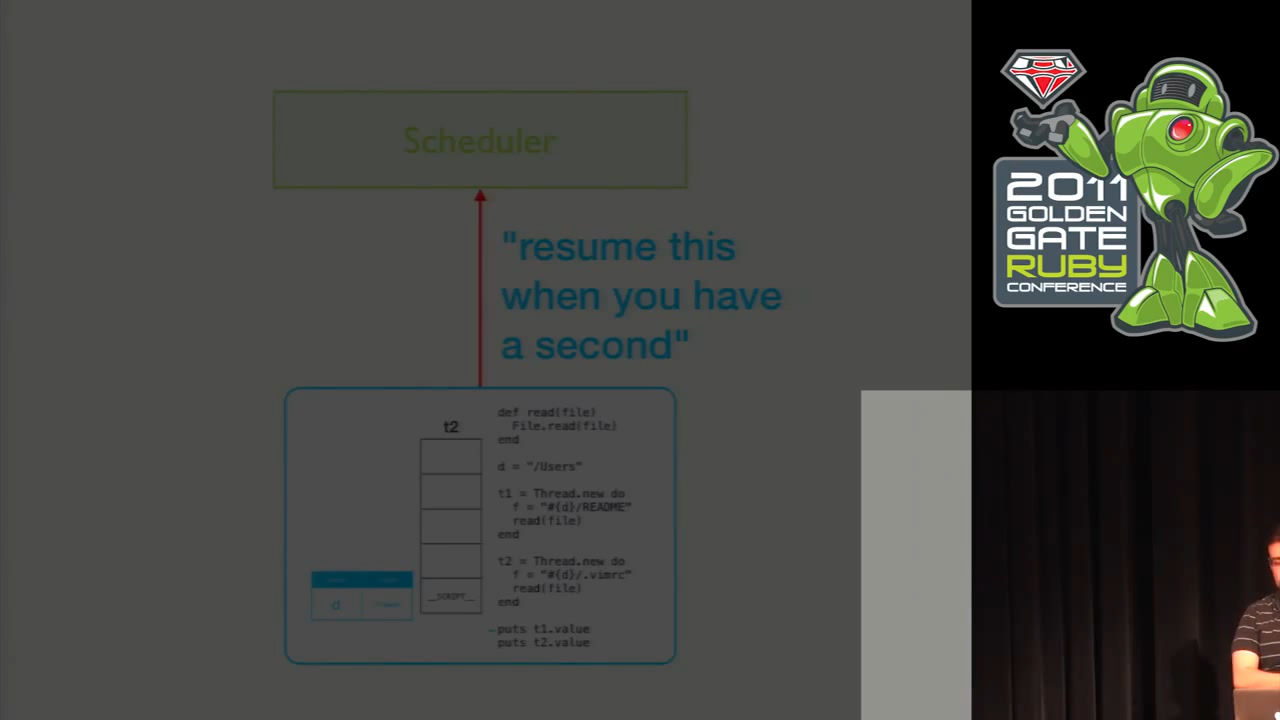 Scheduler
"resume this
when you have
a second"
t2
d
__SCRIPT__
def read(file)
File.read(file)
end
d = "/Users"
t1 = Thread.new do
f = "#{d}/README"
read(file)
end
t2 = Thread.new do
f = "#{d}/.vimrc"
read(file)
end
puts t1.value
puts t2.value
2011
GOLDEN
GATE
RUBY
CONFERENCE